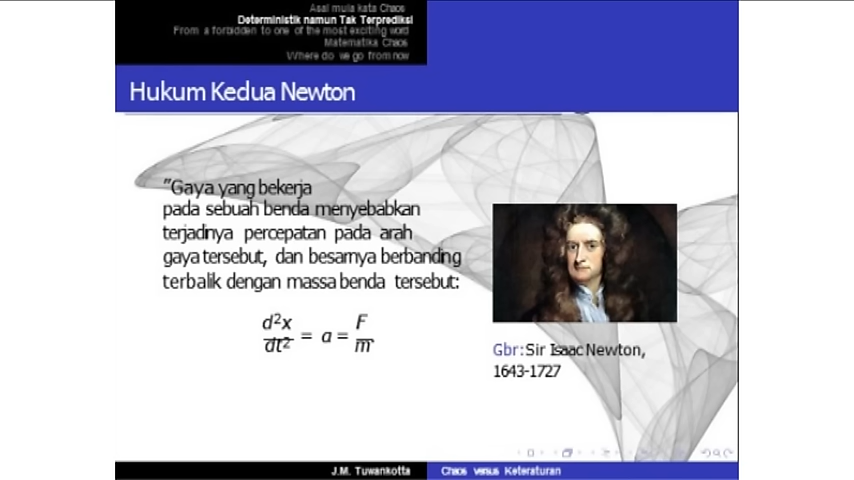 Asal mula kata Chaos
Deterministik namun Tak Terprediksi
From a forbidden to one of the most exciting word
Matematika Chaos
Where do we go from now
Hukum Kedua Newton
"Gaya yang bekerja
pada sebuah benda menyebabkan
terjadinya percepatan pada arah
gaya tersebut, dan besarnya berbanding
terbalik dengan massa benda tersebut:
d²x/dt² = a = F/m
Gbr: Sir Isaac Newton,
1643-1727
J.M. Tuwankotta
Chaos versus Keteraturan